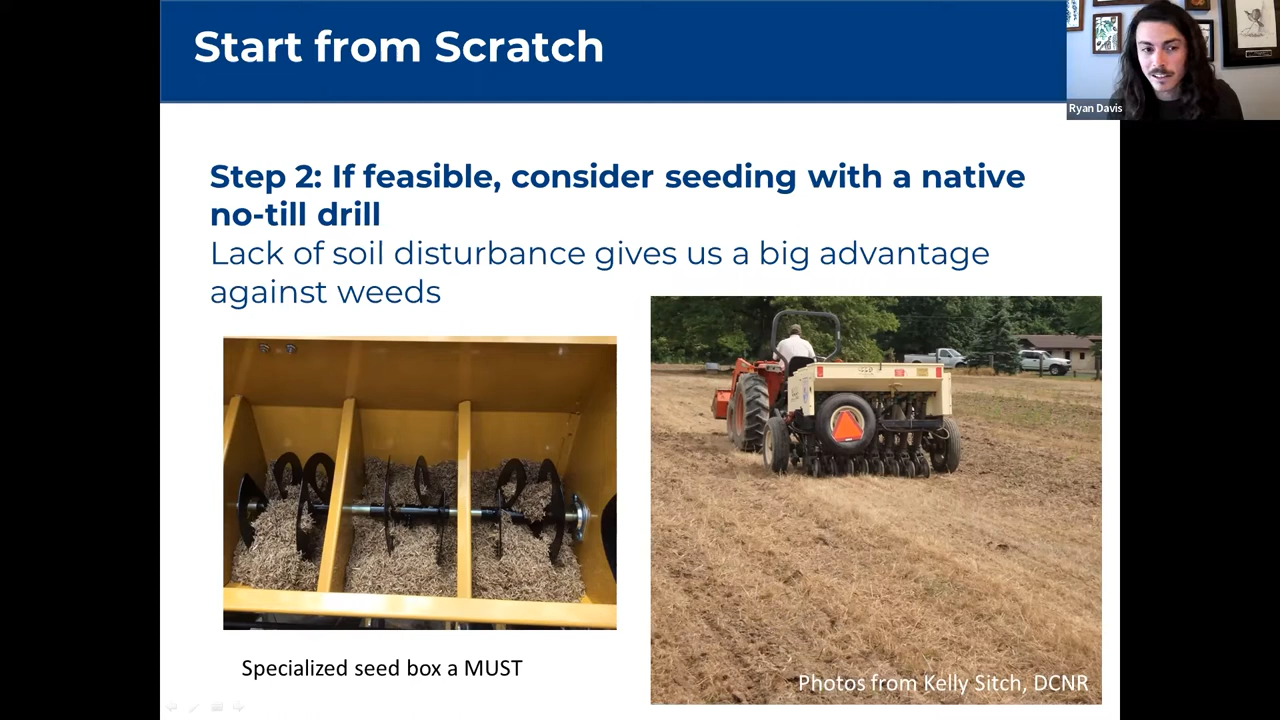 Start from Scratch
Ryan Davis
Step 2: If feasible, consider seeding with a native
no-till drill
Lack of soil disturbance gives us a big advantage
against weeds
Specialized seed box a MUST
Photos from Kelly Sitch, DCNR